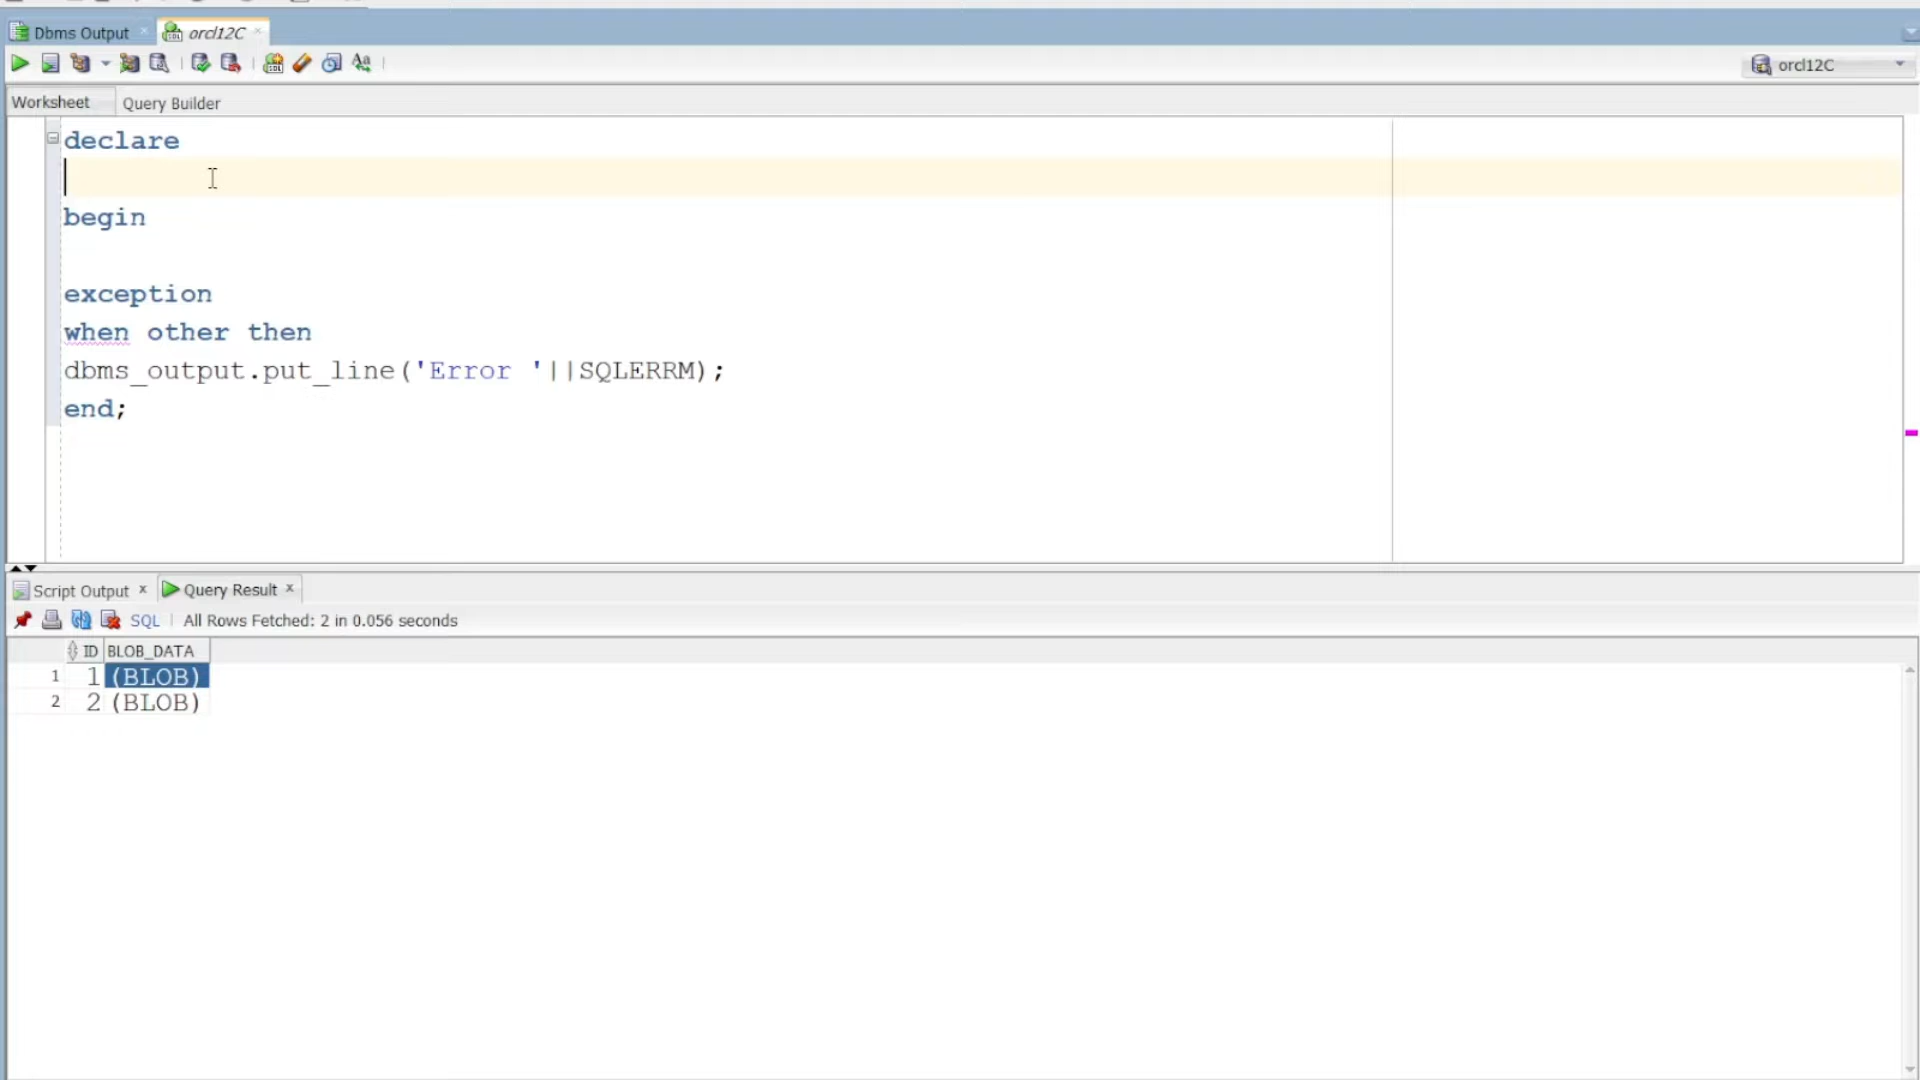 Dbms Output
orcl12C
orcl12C
Worksheet
Query Builder
declare
begin
exception
when other then
dbms_output.put_line('Error '||SQLERRM);
end;
Script Output x
Query Result x
SQL | All Rows Fetched: 2 in 0.056 seconds
ID BLOB_DATA
1 1 (BLOB)
2 2 (BLOB)